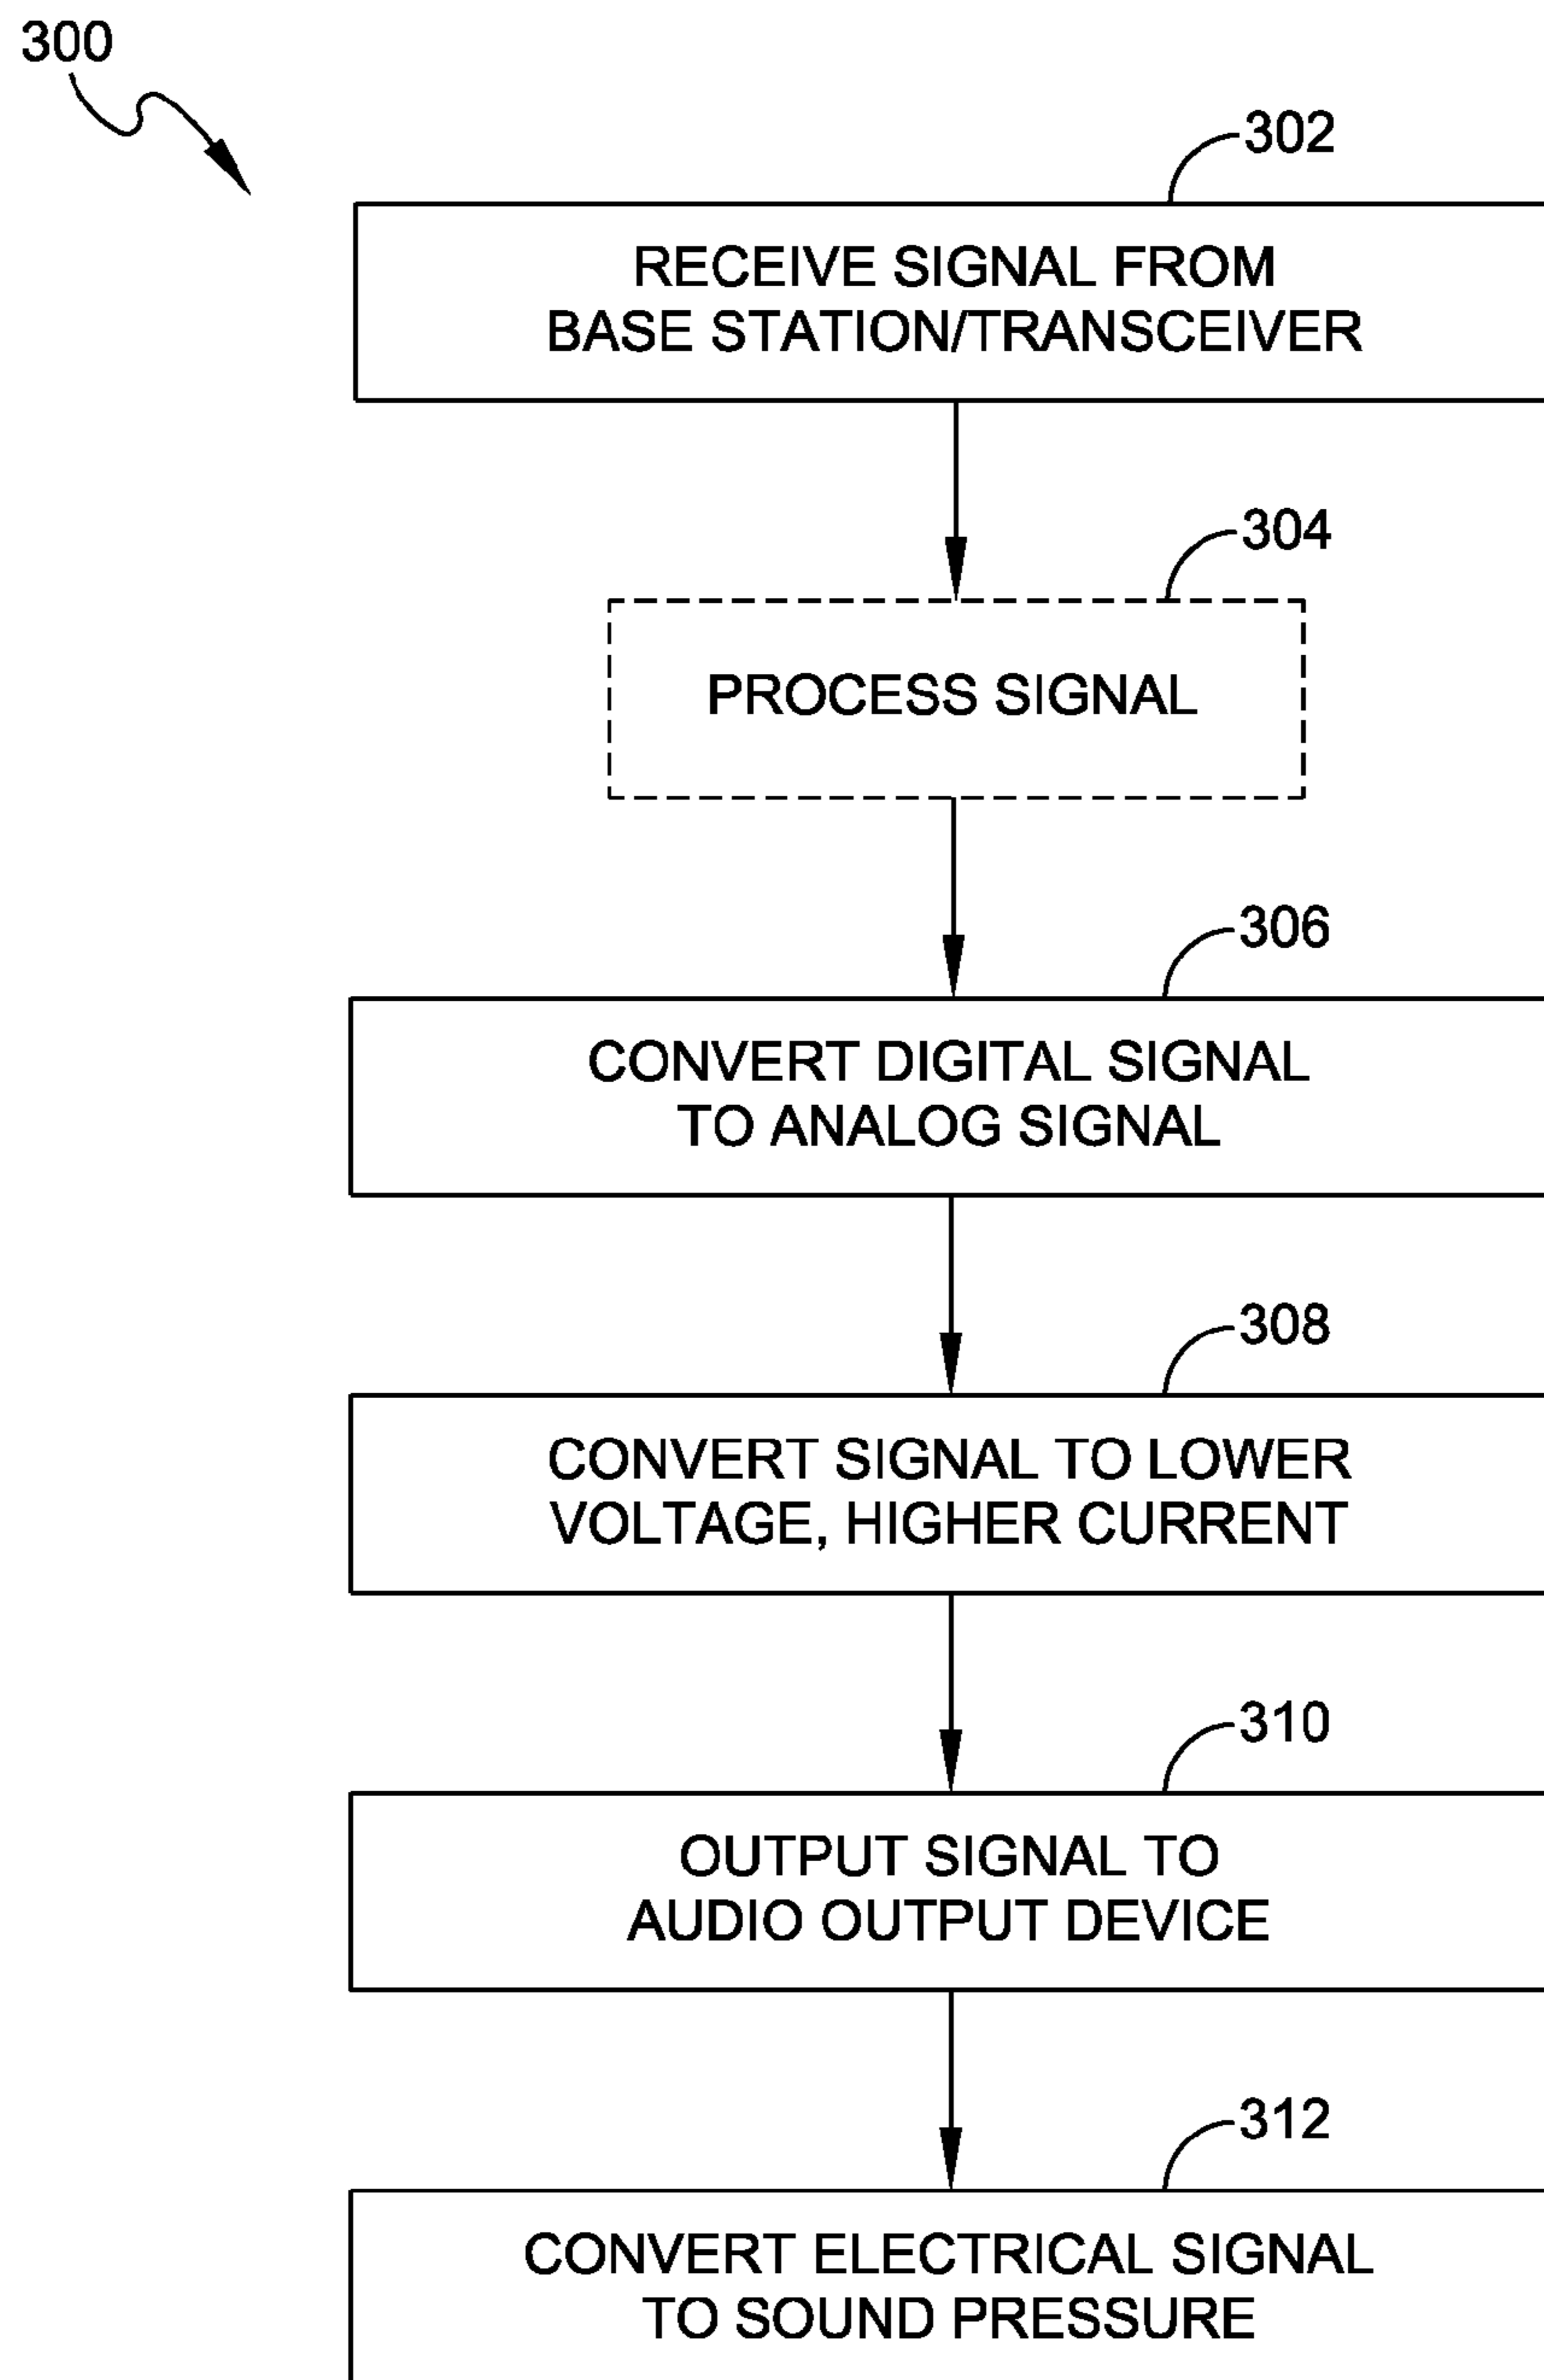 300
302
RECEIVE SIGNAL FROM
BASE STATION/TRANSCEIVER
304
PROCESS SIGNAL
306
CONVERT DIGITAL SIGNAL
TO ANALOG SIGNAL
308
CONVERT SIGNAL TO LOWER
VOLTAGE, HIGHER CURRENT
310
OUTPUT SIGNAL TO
AUDIO OUTPUT DEVICE
312
CONVERT ELECTRICAL SIGNAL
TO SOUND PRESSURE